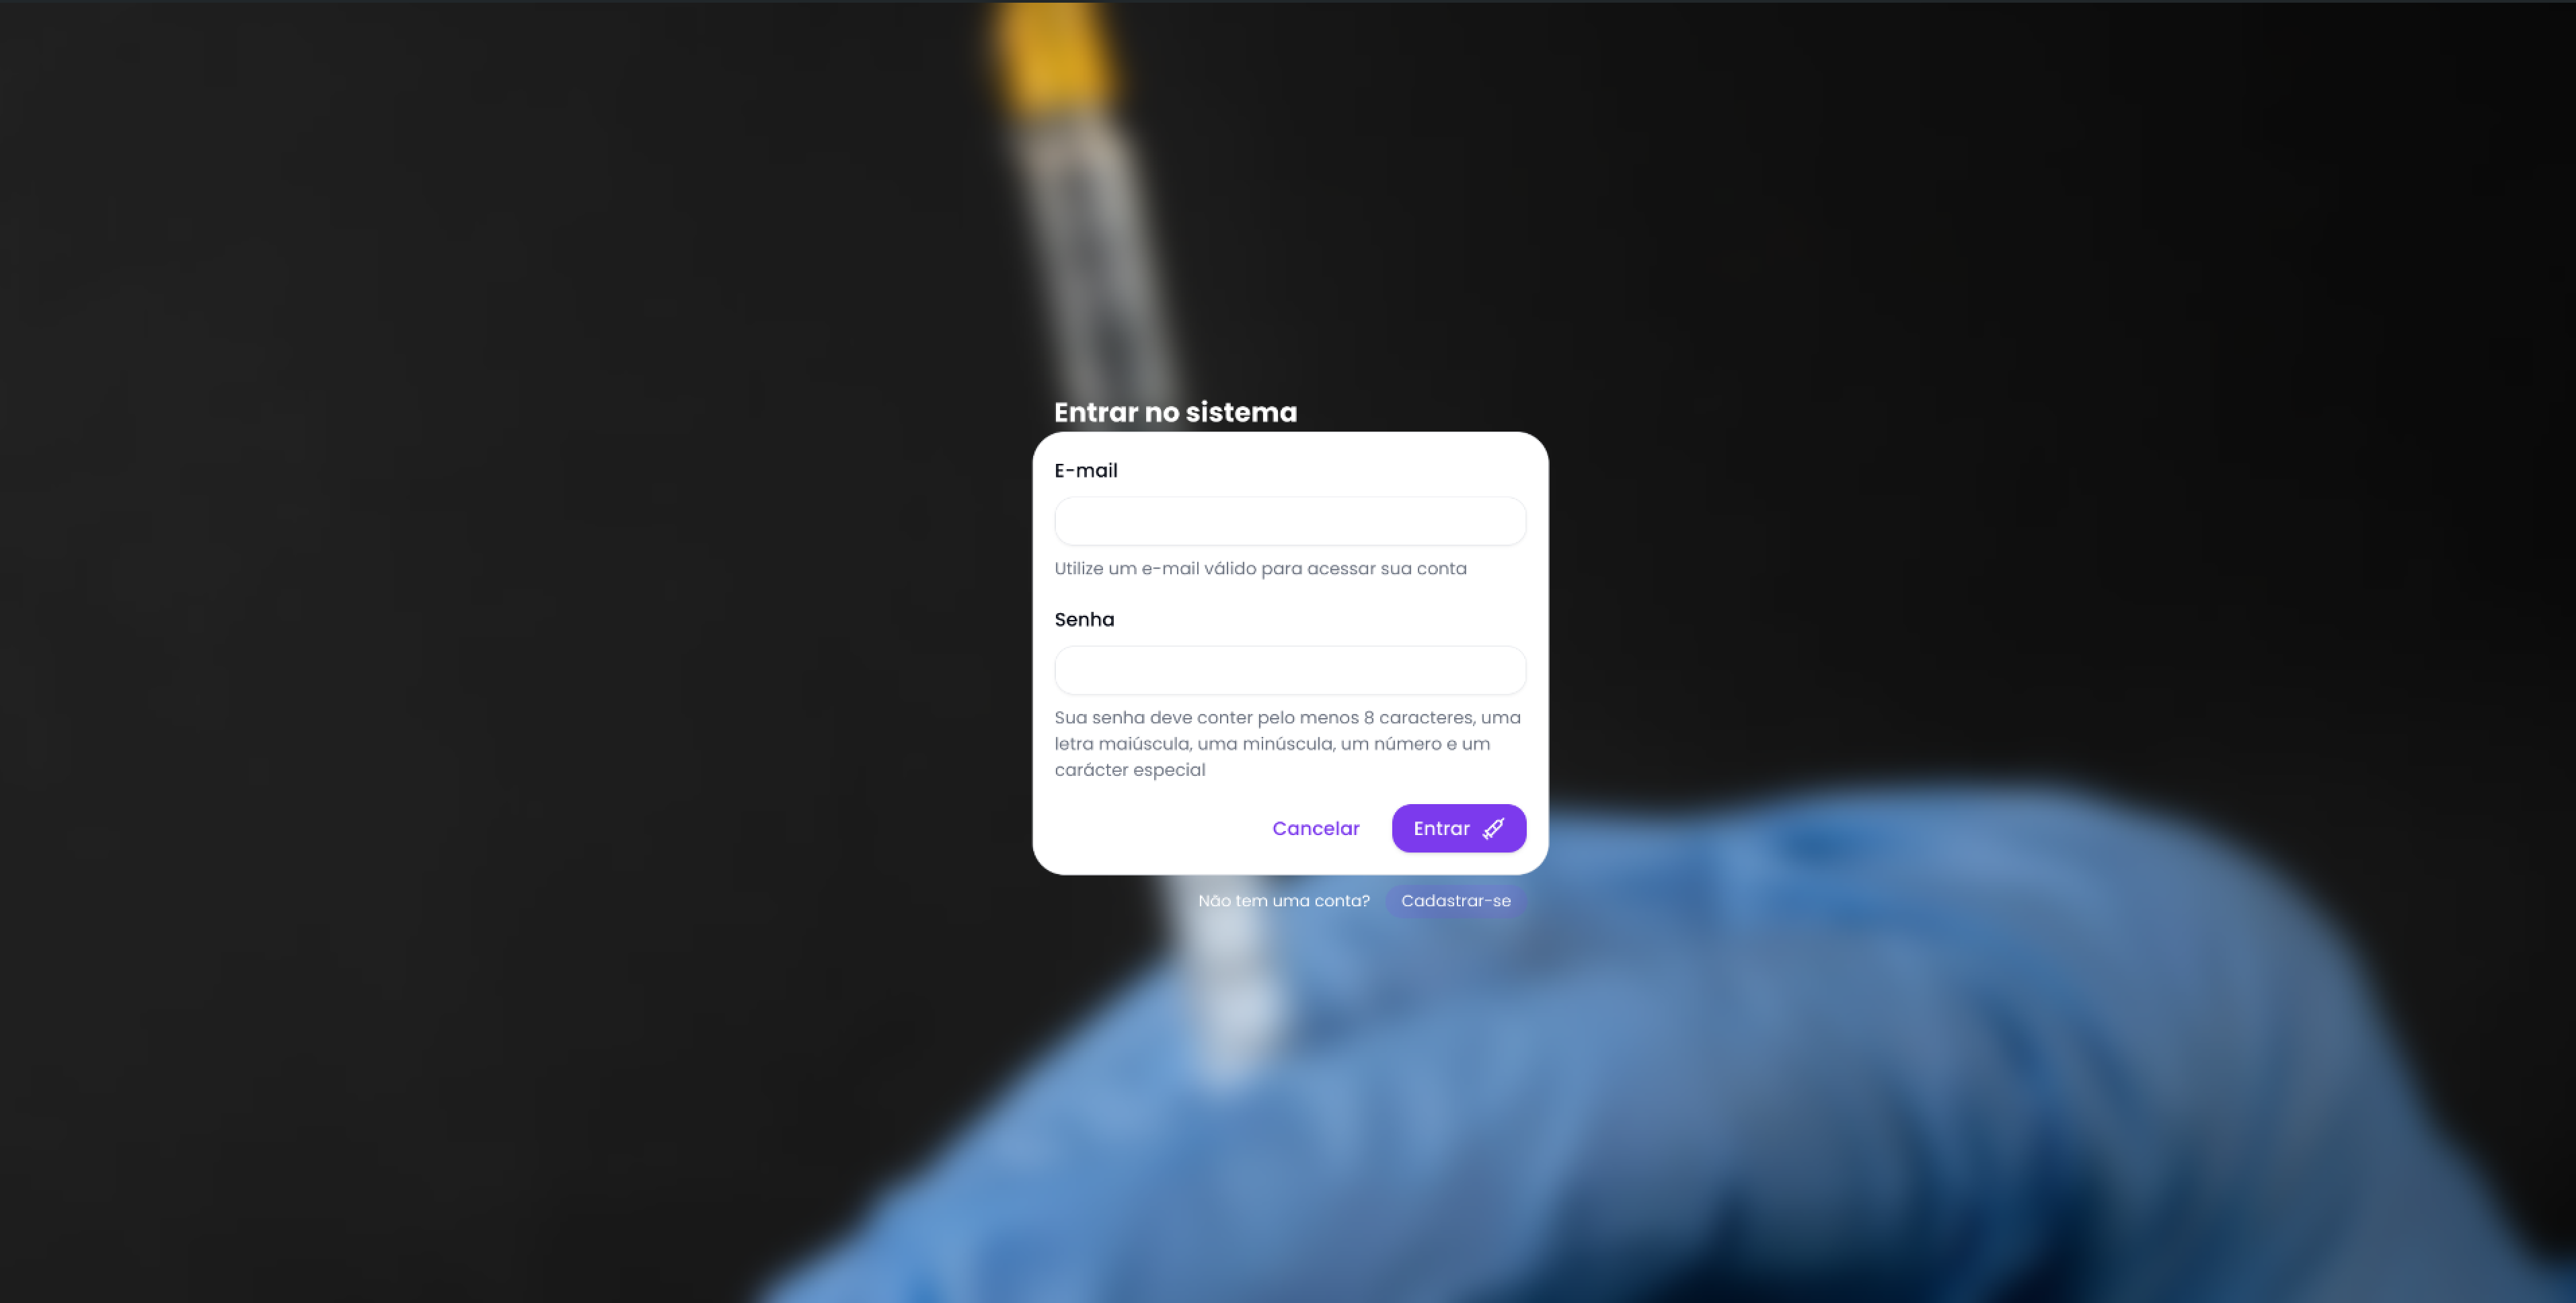 Entrar no sistema
E-mail
Utilize um e-mail válido para acessar sua conta
Senha
Sua senha deve conter pelo menos 8 caracteres, uma
letra maiúscula, uma minúscula, um número e um
carácter especial
Cancelar
Entrar
Não tem uma conta? Cadastrar-se